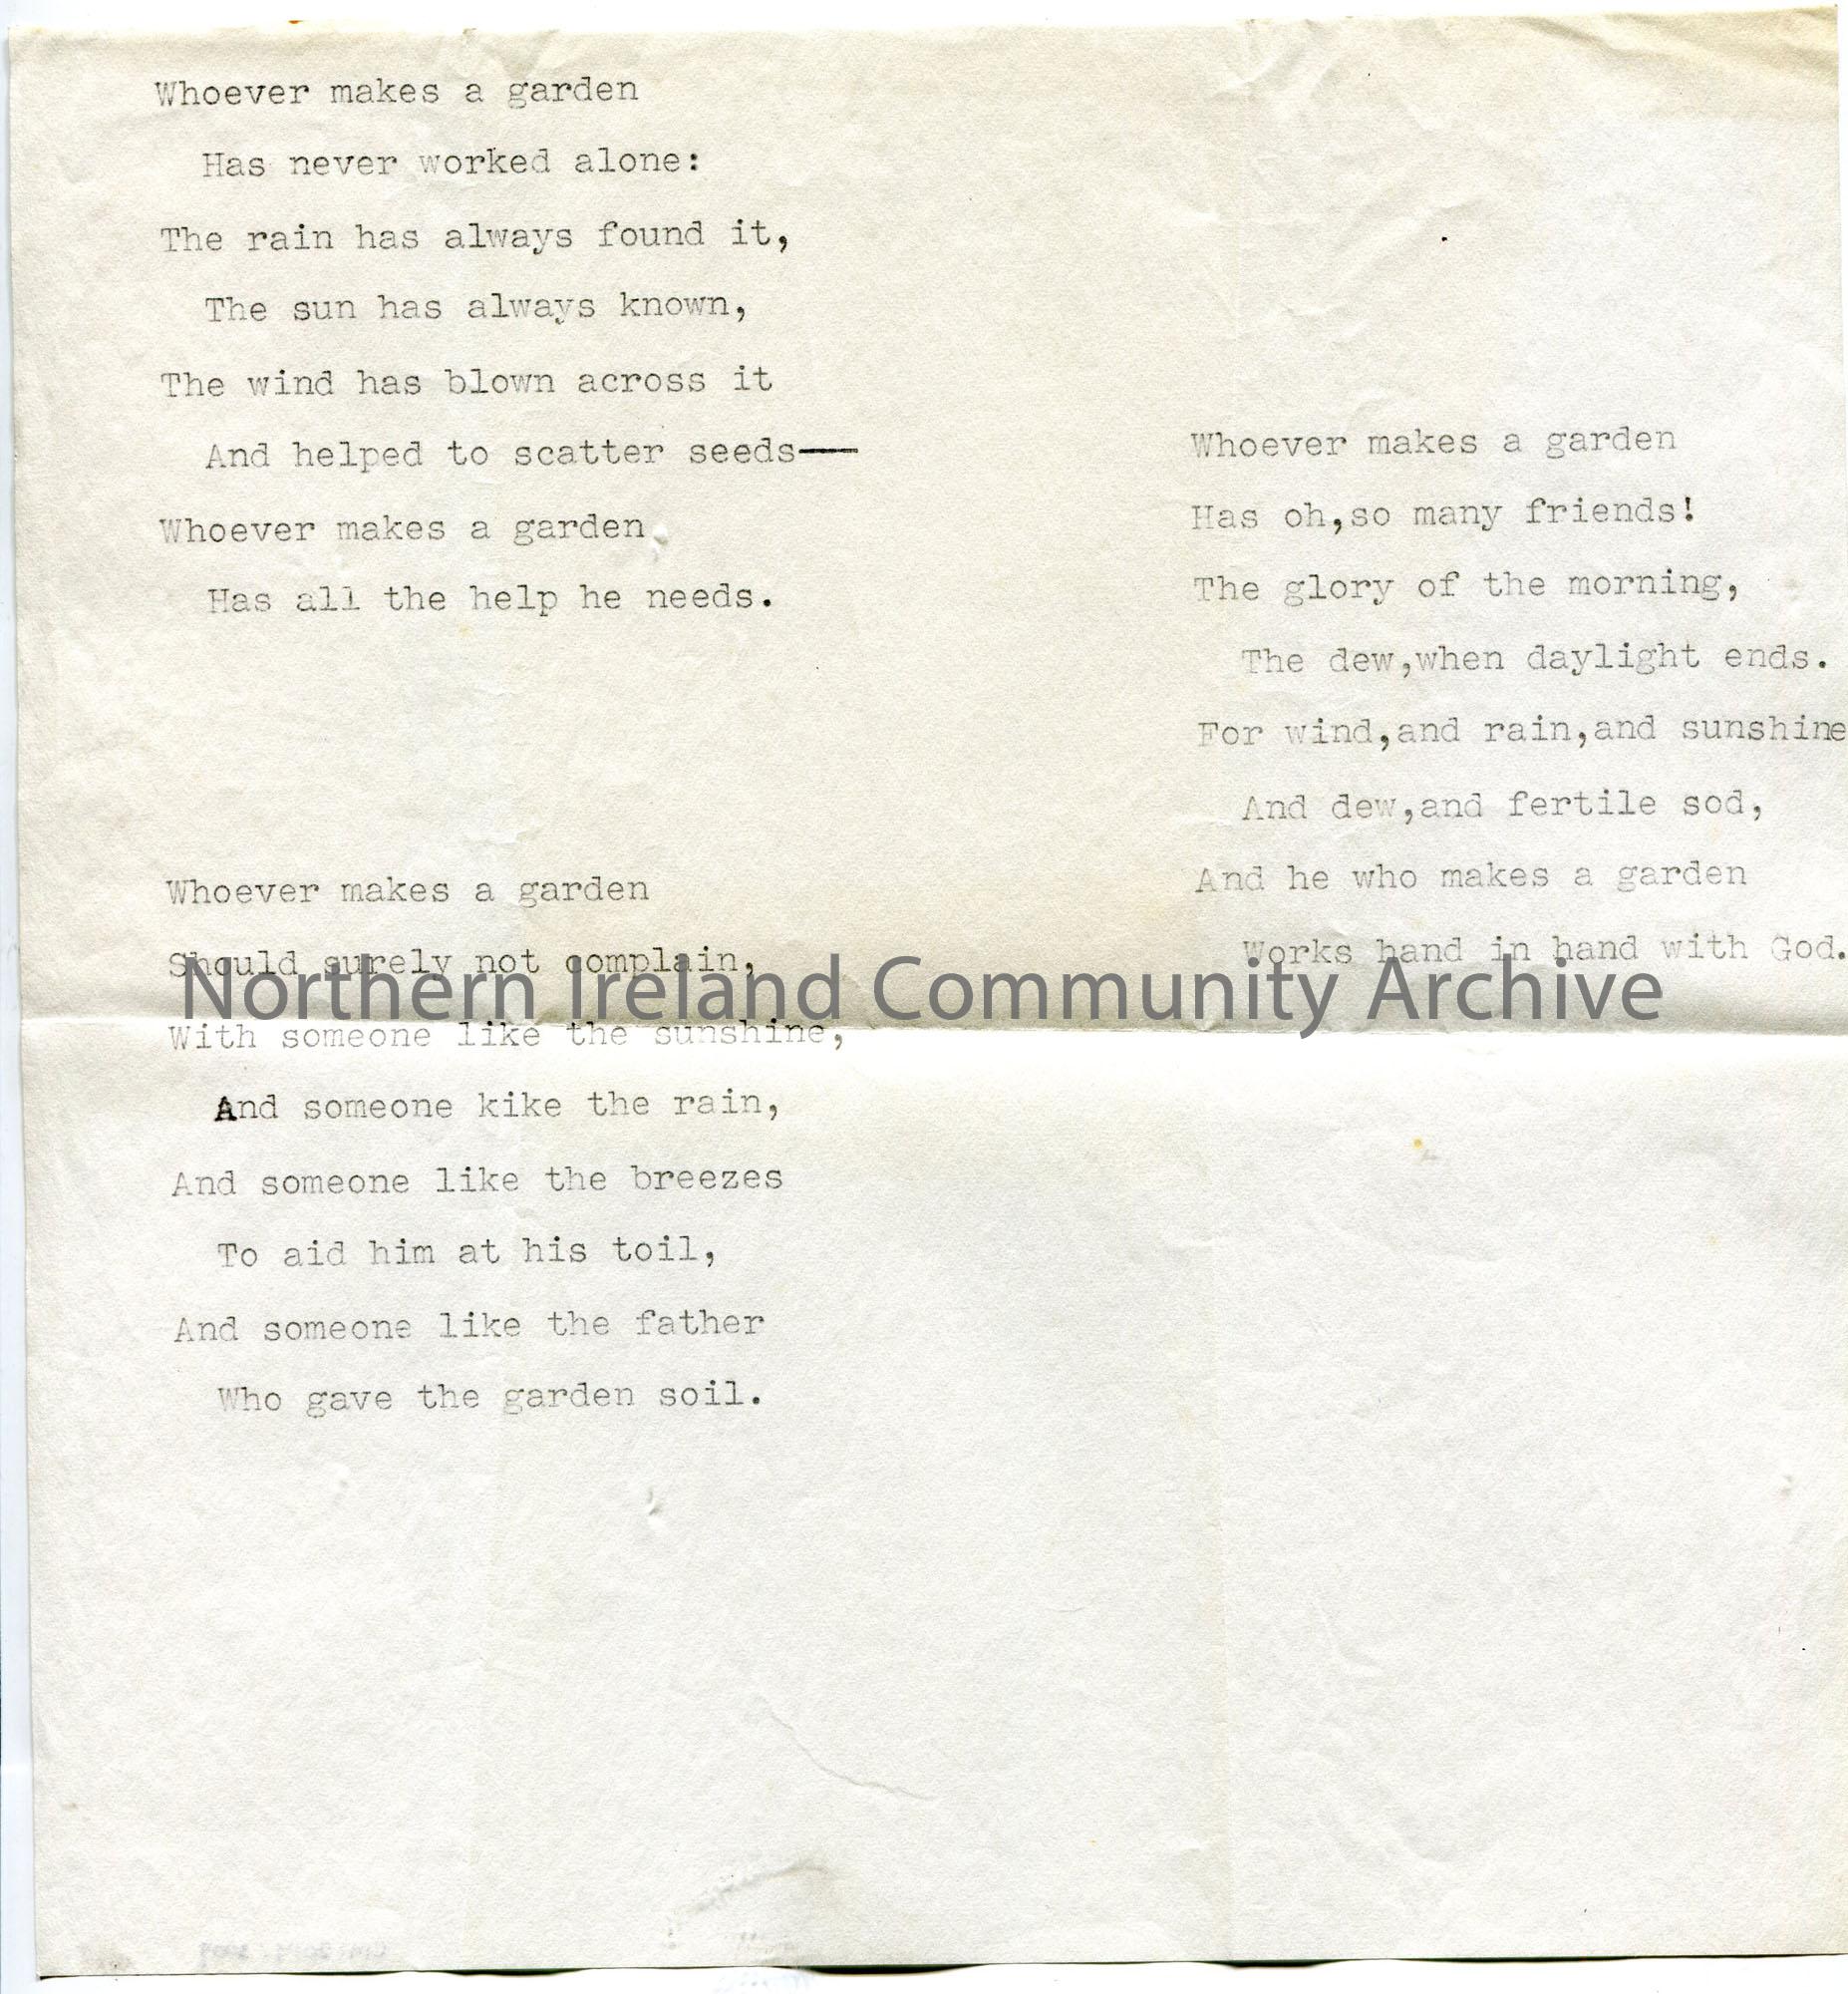 Whoever makes a garden
Has never worked alone:
The rain has always found it,
The sun has always known,
The wind has blown across it
And helped to scatter seeds—
Whoever makes a garden
Has all the help he needs.
Whoever makes a garden
Should surely not complain,
With someone like the sunshine,
And someone kike the rain,
And someone like the breezes
To aid him at his toil,
And someone like the father
Who gave the garden soil.
Whoever makes a garden
Has oh,so many friends!
The glory of the morning,
The dew,when daylight ends.
For wind,and rain,and sunshine
And dew,and fertile sod,
And he who makes a garden
Works hand in hand with God.
Northern Ireland Community Archive